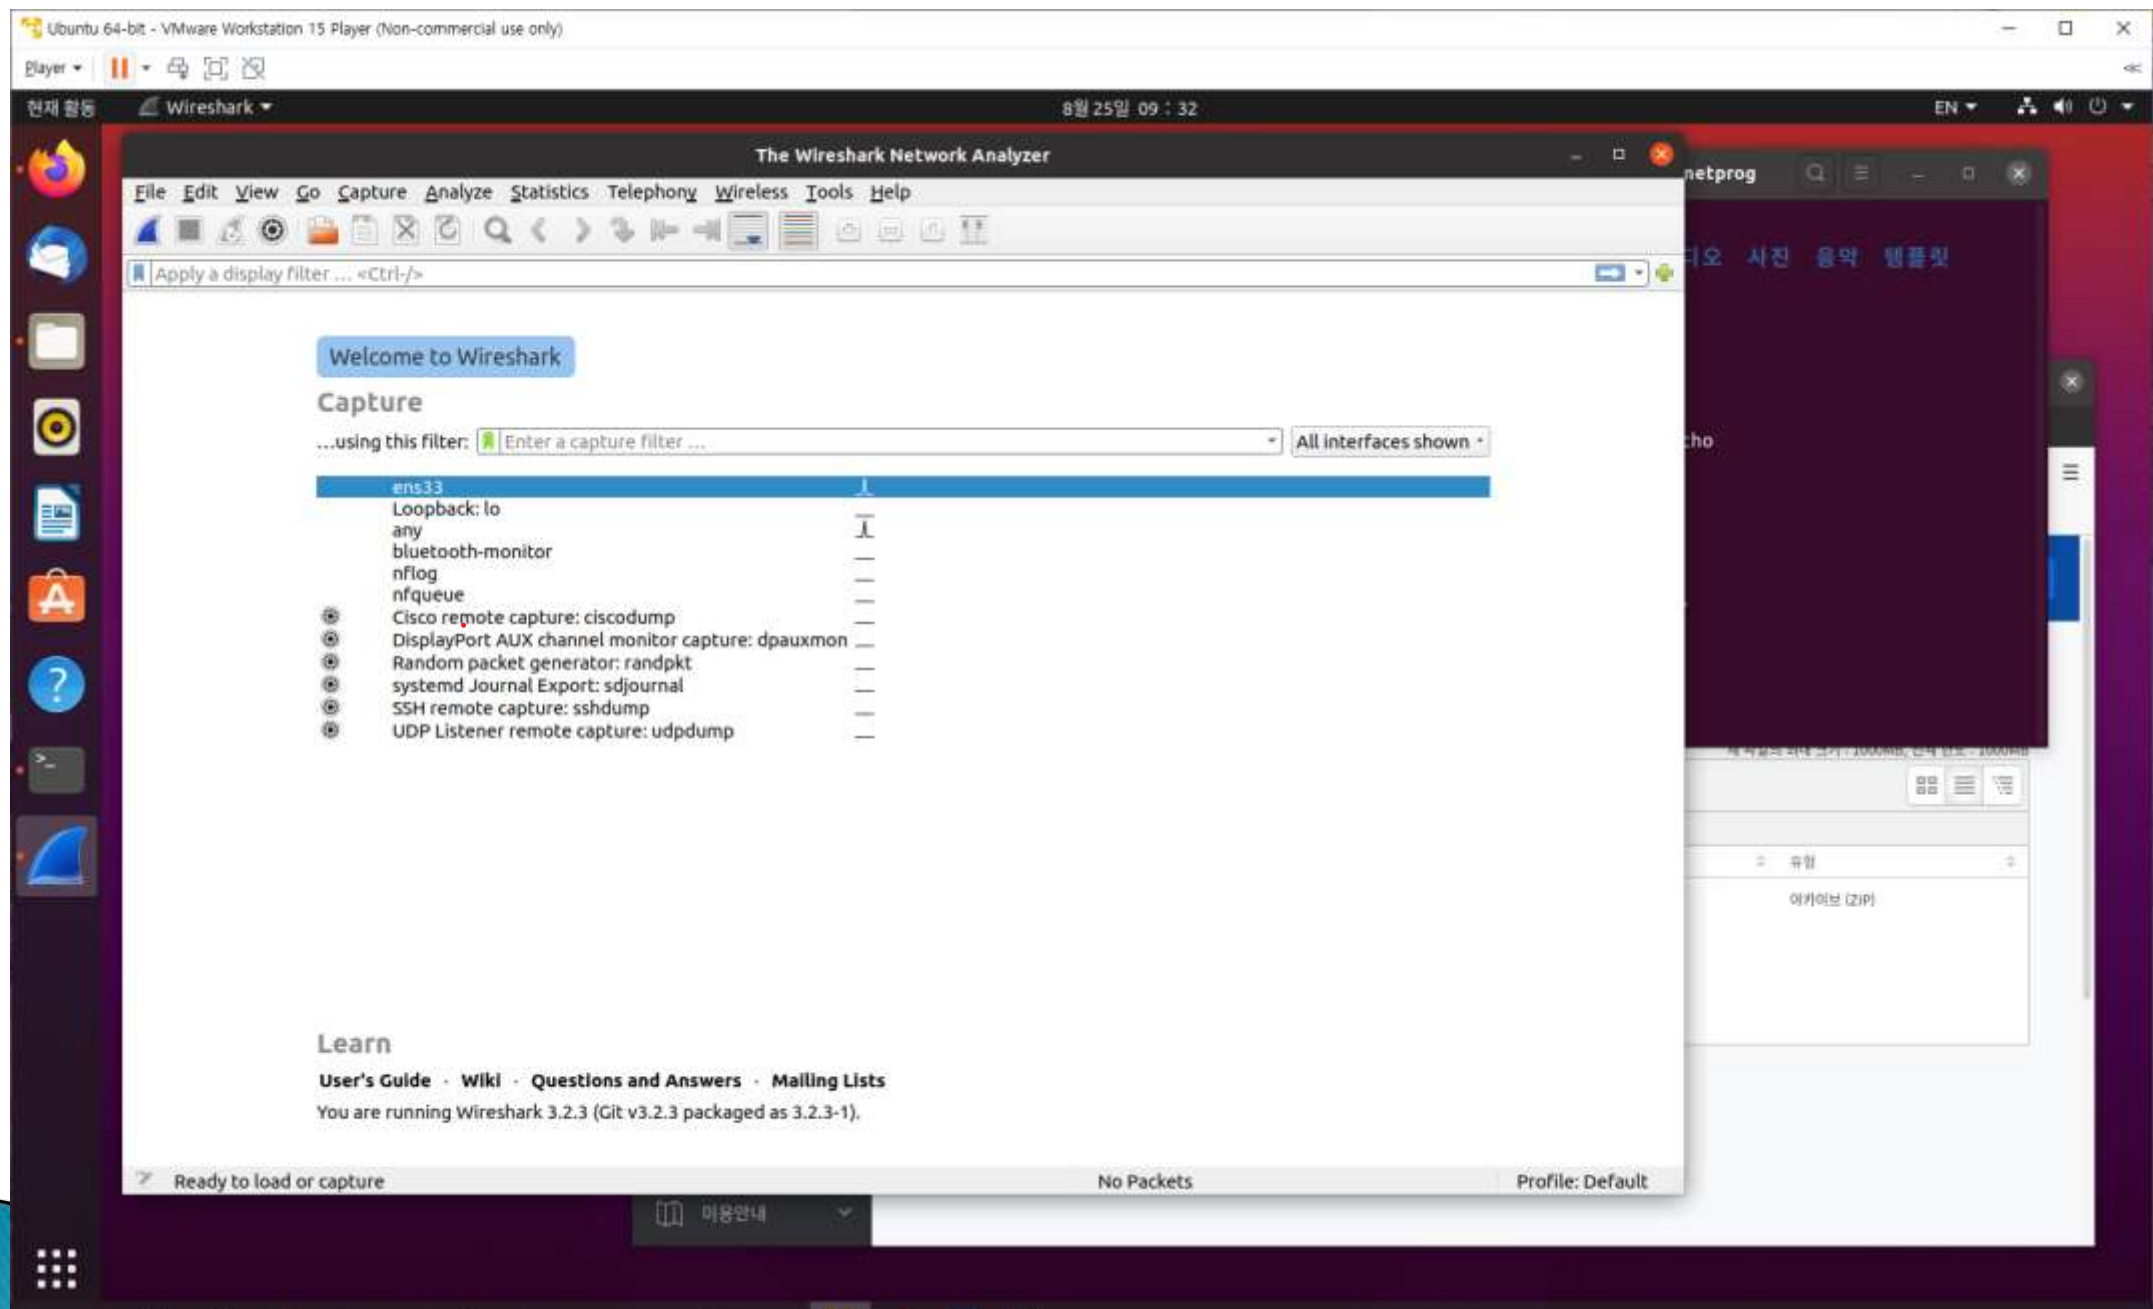 Ubuntu 64-bit - VMware Workstation 15 Player (Non-commercial use only)
Player
현재 활동
Wireshark
8월 25일 09 : 32
EN
The Wireshark Network Analyzer
netprog
File Edit View Go Capture Analyze Statistics Telephony Wireless Tools Help
디오 사진 음악 템플릿
Apply a display filter ... <Ctrl-/>
Welcome to Wireshark
Capture
...using this filter:
Enter a capture filter ...
All interfaces shown
cho
ens33
Loopback: lo
any
bluetooth-monitor
nflog
nfqueue
Cisco remote capture: ciscodump
DisplayPort AUX channel monitor capture: dpauxmon
Random packet generator: randpkt
systemd Journal Export: sdjournal
SSH remote capture: sshdump
UDP Listener remote capture: udpdump
유형
아카이브 (ZIP)
Learn
User's Guide · Wiki · Questions and Answers · Mailing Lists
You are running Wireshark 3.2.3 (Git v3.2.3 packaged as 3.2.3-1).
Ready to load or capture
No Packets
Profile: Default
이용안내